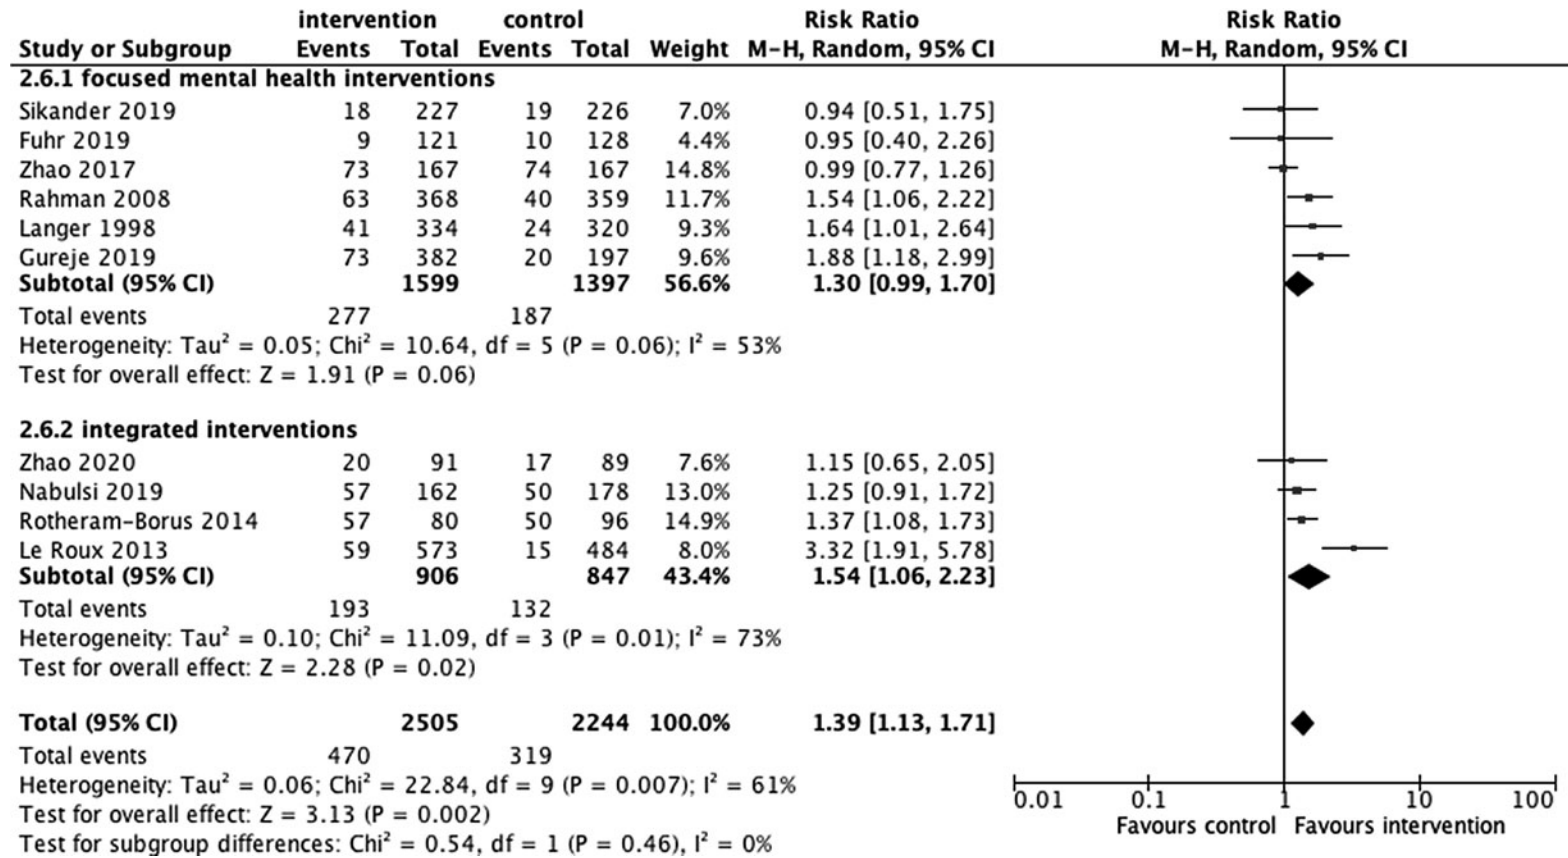 intervention control Risk Ratio Risk Ratio
Study or Subgroup Events Total Events Total Weight M-H, Random, 95% CI M-H, Random, 95% CI
2.6.1 focused mental health interventions
Sikander 2019 18 227 19 226 7.0% 0.94 [0.51, 1.75]
Fuhr 2019 9 121 10 128 4.4% 0.95 [0.40, 2.26]
Zhao 2017 73 167 74 167 14.8% 0.99 [0.77, 1.26]
Rahman 2008 63 368 40 359 11.7% 1.54 [1.06, 2.22]
Langer 1998 41 334 24 320 9.3% 1.64 [1.01, 2.64]
Gureje 2019 73 382 20 197 9.6% 1.88 [1.18, 2.99]
Subtotal (95% CI) 1599 1397 56.6% 1.30 [0.99, 1.70]
Total events 277 187
Heterogeneity: Tau² = 0.05; Chi² = 10.64, df = 5 (P = 0.06); I² = 53%
Test for overall effect: Z = 1.91 (P = 0.06)
2.6.2 integrated interventions
Zhao 2020 20 91 17 89 7.6% 1.15 [0.65, 2.05]
Nabulsi 2019 57 162 50 178 13.0% 1.25 [0.91, 1.72]
Rotheram-Borus 2014 57 80 50 96 14.9% 1.37 [1.08, 1.73]
Le Roux 2013 59 573 15 484 8.0% 3.32 [1.91, 5.78]
Subtotal (95% CI) 906 847 43.4% 1.54 [1.06, 2.23]
Total events 193 132
Heterogeneity: Tau² = 0.10; Chi² = 11.09, df = 3 (P = 0.01); I² = 73%
Test for overall effect: Z = 2.28 (P = 0.02)
Total (95% CI) 2505 2244 100.0% 1.39 [1.13, 1.71]
Total events 470 319
Heterogeneity: Tau² = 0.06; Chi² = 22.84, df = 9 (P = 0.007); I² = 61%
Test for overall effect: Z = 3.13 (P = 0.002)
Test for subgroup differences: Chi² = 0.54, df = 1 (P = 0.46), I² = 0%
0.01 0.1 1 10 100
Favours control Favours intervention